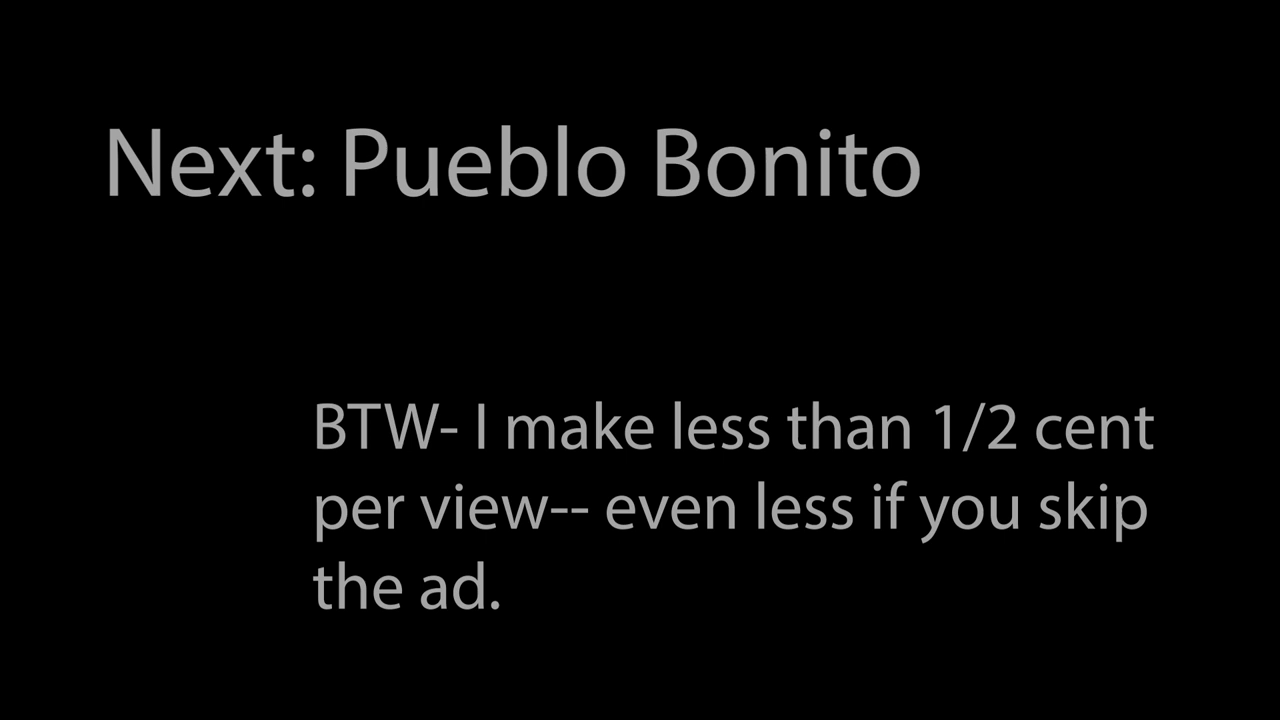 Next: Pueblo Bonito
BTW- I make less than 1/2 cent
per view-- even less if you skip
the ad.